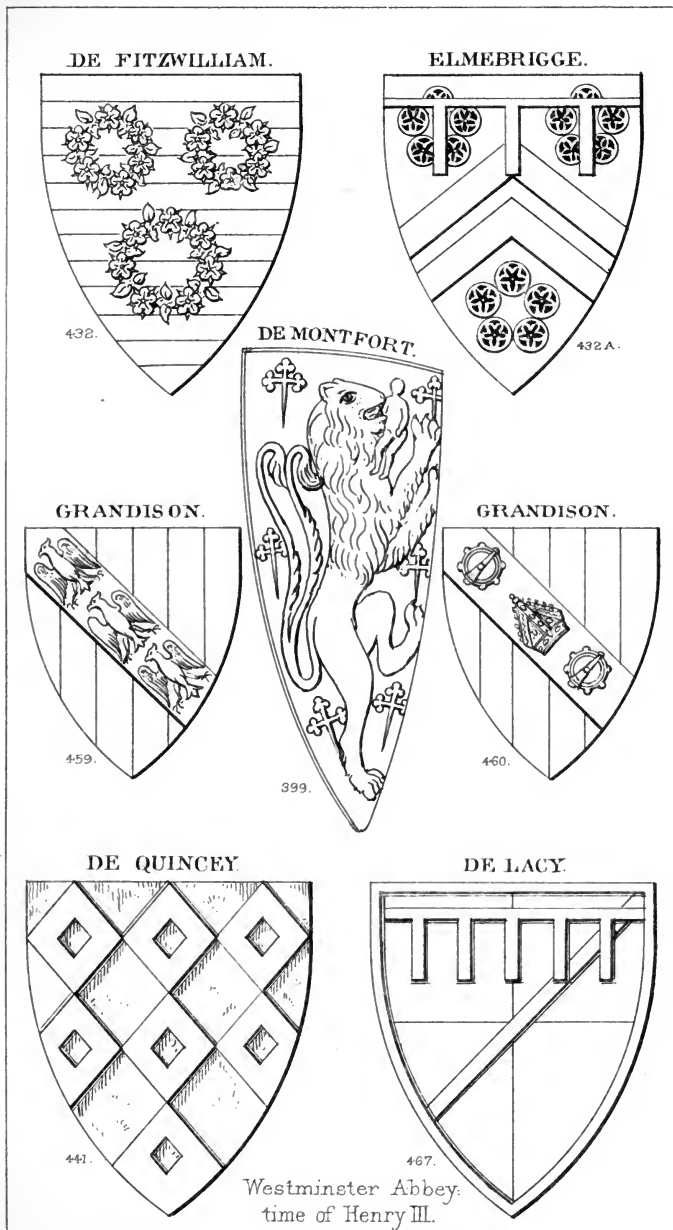 DE FITZWILLIAM.
ELMEBRIGGE.
432.
432A.
DE MONTFORT.
GRANDISON.
GRANDISON.
459.
399.
460.
DE QUINCEY.
DE LACY.
441.
467.
Westminster Abbey:
time of Henry III.